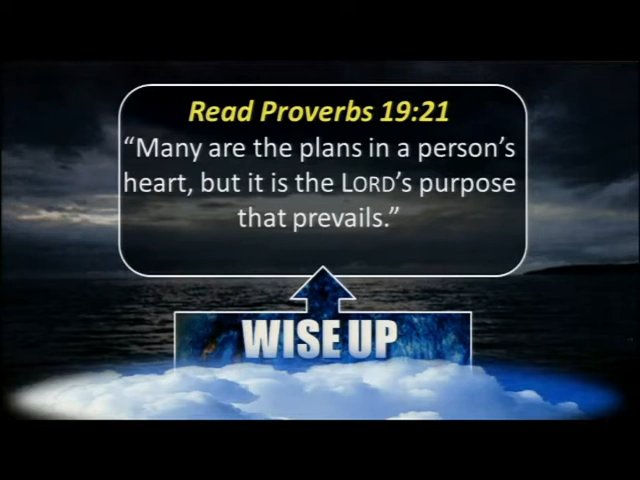 Read Proverbs 19:21
“Many are the plans in a person’s
heart, but it is the LORD’s purpose
that prevails.”
WISE UP